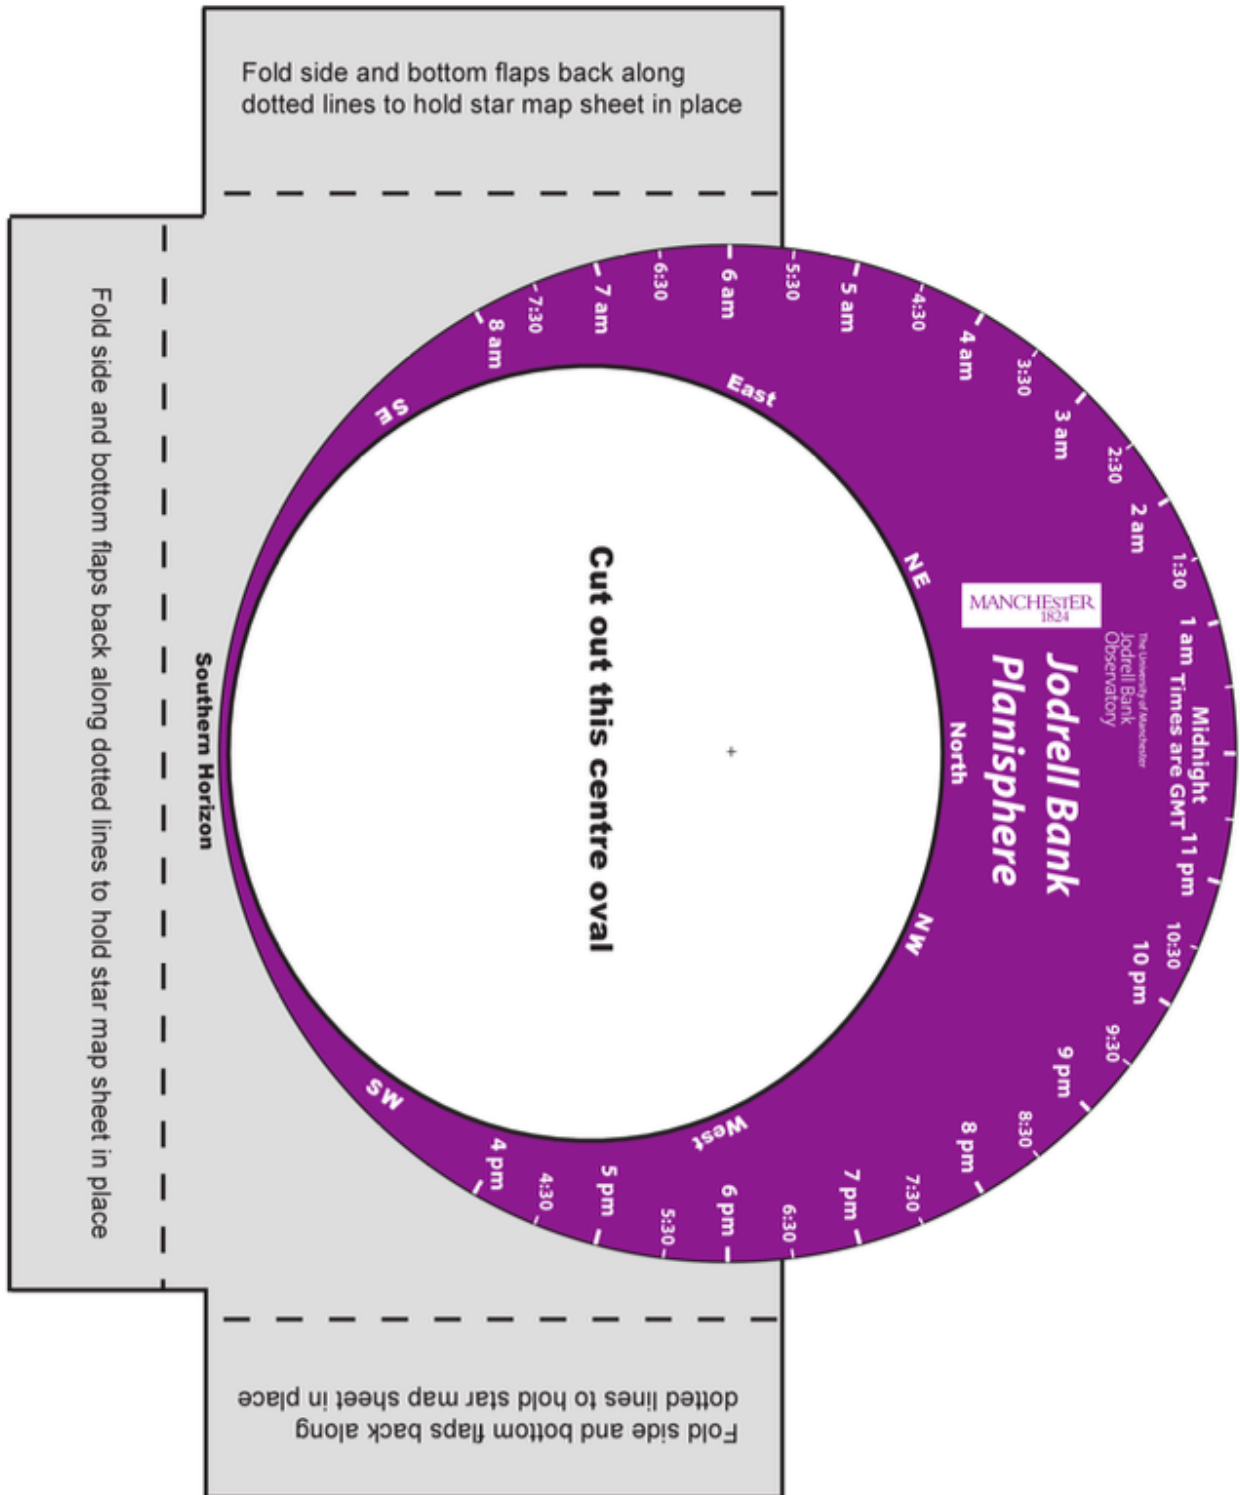 Fold side and bottom flaps back along
dotted lines to hold star map sheet in place
Midnight
Times are GMT
1 am
1:30
2 am
2:30
3 am
3:30
4 am
4:30
5 am
5:30
6 am
6:30
7 am
7:30
8 am
11 pm
10:30
10 pm
9:30
9 pm
8:30
8 pm
7:30
7 pm
6:30
6 pm
5:30
5 pm
4:30
4 pm
MANCHESTER
1824
The University of Manchester
Jodrell Bank
Observatory
Jodrell Bank
Planisphere
North
NE
East
SE
NW
West
SW
Cut out this centre oval
+
Southern Horizon
Fold side and bottom flaps back along dotted lines to hold star map sheet in place
Fold side and bottom flaps back along
dotted lines to hold star map sheet in place